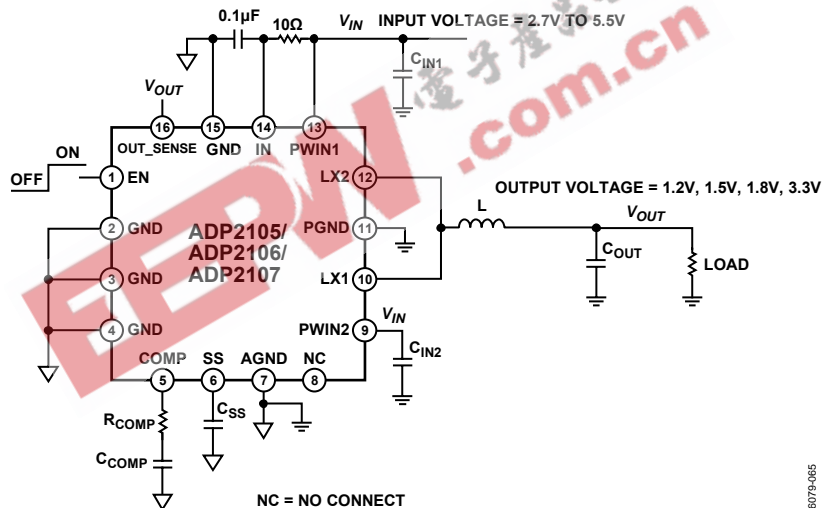 0.1µF
10Ω
VIN
INPUT VOLTAGE = 2.7V TO 5.5V
CIN1
VOUT
16
15
14
13
OUT_SENSE
GND
IN
PWIN1
ON
OFF
1
EN
LX2
12
OUTPUT VOLTAGE = 1.2V, 1.5V, 1.8V, 3.3V
2
GND
ADP2105/
ADP2106/
ADP2107
PGND
11
L
VOUT
COUT
LOAD
3
GND
LX1
10
VIN
4
GND
PWIN2
9
CIN2
COMP
SS
AGND
NC
5
6
7
8
RCOMP
CSS
CCOMP
NC = NO CONNECT
6079-065
EEPW
.com.cn